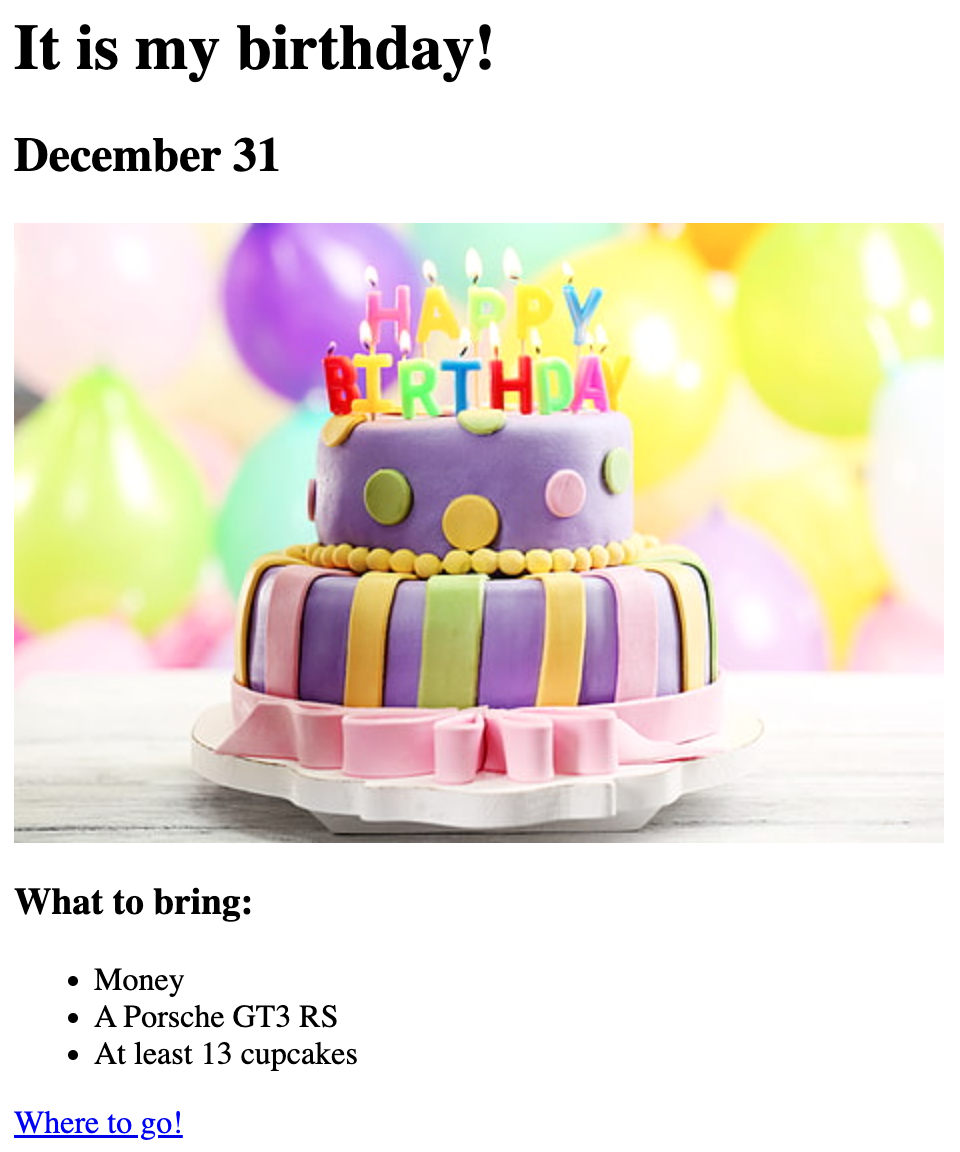 It is my birthday!
December 31
HAPPY
BIRTHDAY
What to bring:
Money
A Porsche GT3 RS
At least 13 cupcakes
Where to go!